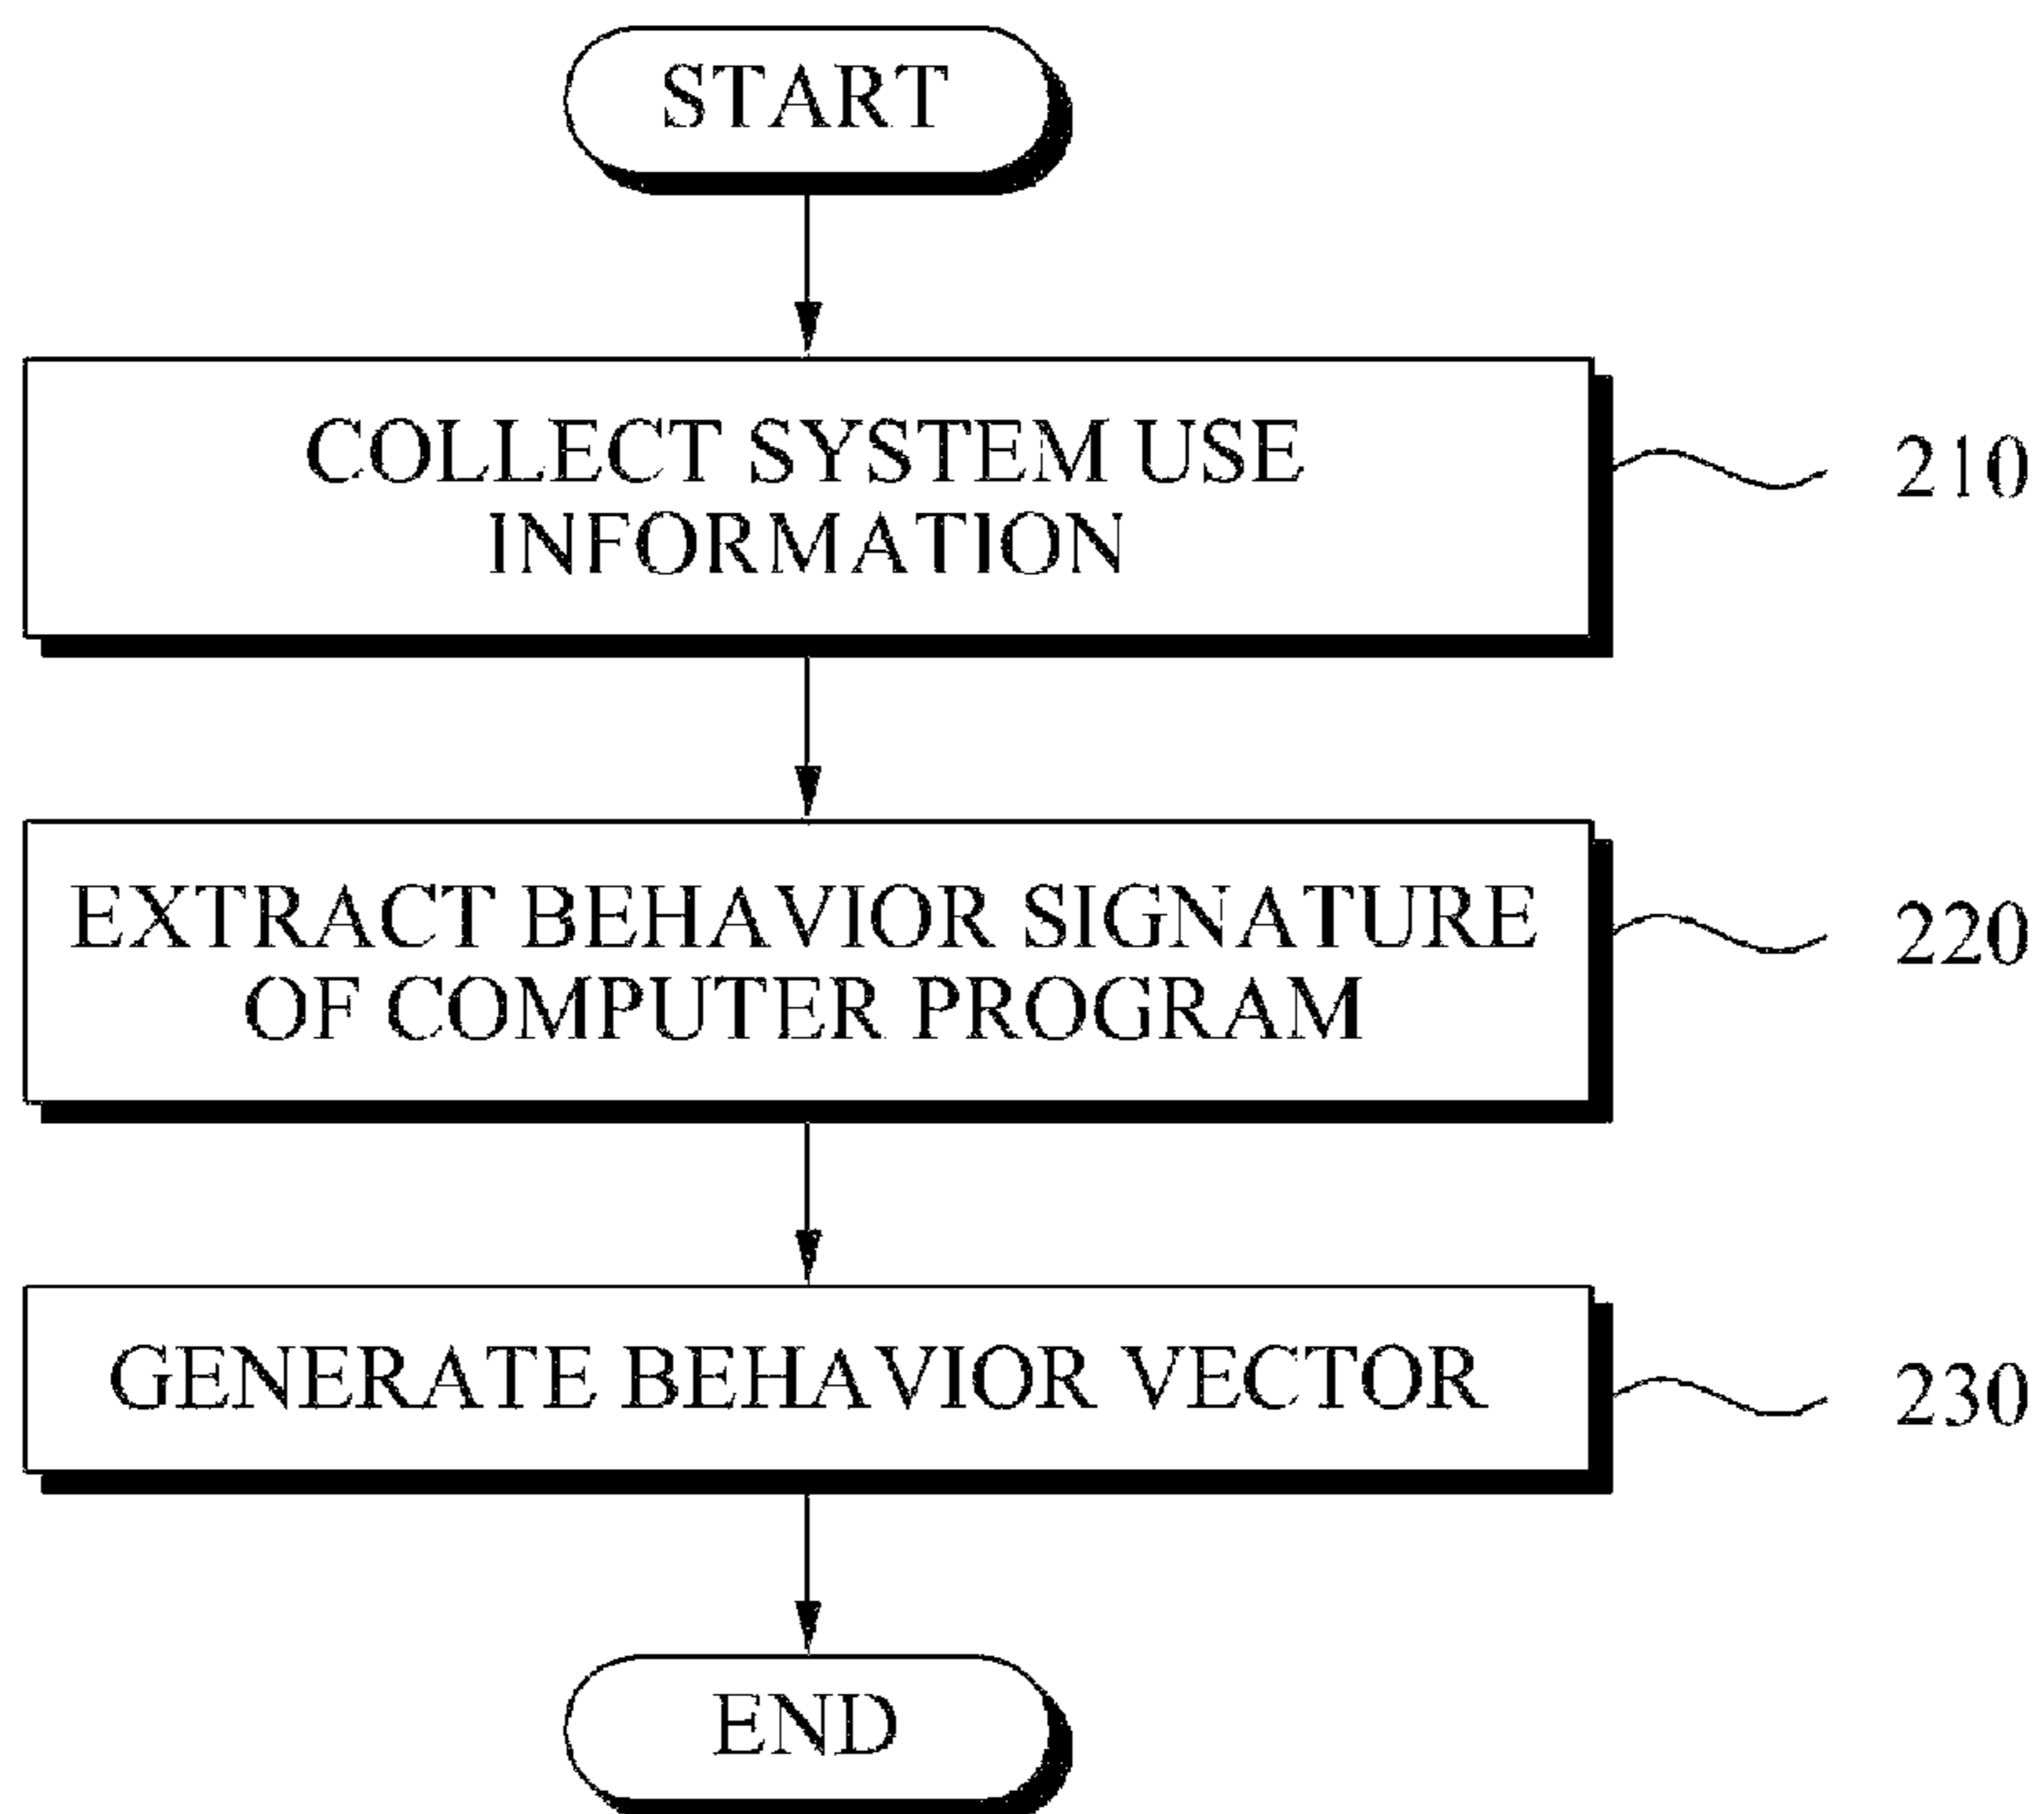 START
COLLECT SYSTEM USE
INFORMATION
210
EXTRACT BEHAVIOR SIGNATURE
OF COMPUTER PROGRAM
220
GENERATE BEHAVIOR VECTOR
230
END